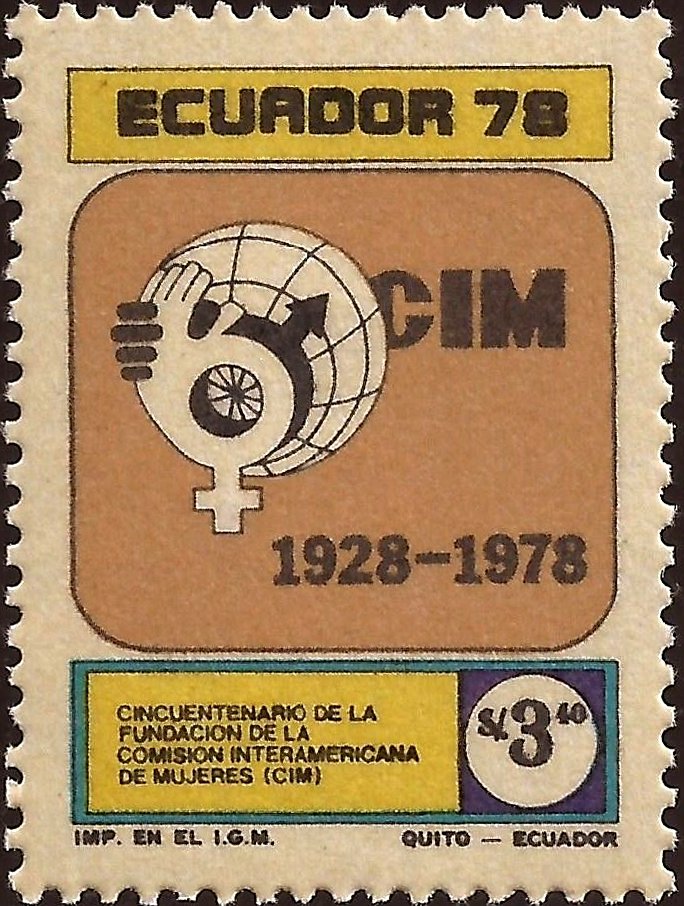 ECUADOR 78
CIM
1928-1978
CINCUENTENARIO DE LA
FUNDACION DE LA
COMISION INTERAMERICANA
DE MUJERES (CIM)
S/. 3 40
IMP. EN EL I.G.M.
QUITO — ECUADOR